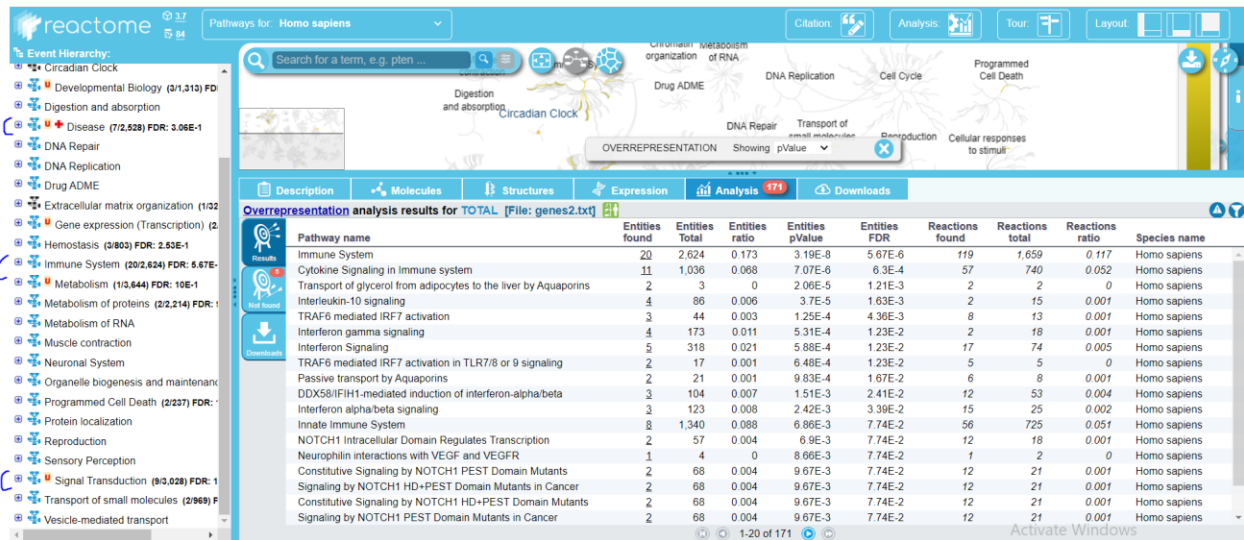 reactome 3.7 84
Pathways for: Homo sapiens
Citation: Analysis: Tour: Layout:
Event Hierarchy:
Circadian Clock
Developmental Biology (3/1,313) FD
Digestion and absorption
Disease (7/2,528) FDR: 3.06E-1
DNA Repair
DNA Replication
Drug ADME
Extracellular matrix organization (1/32
Gene expression (Transcription) (2
Hemostasis (3/803) FDR: 2.53E-1
Immune System (20/2,624) FDR: 5.67E-
Metabolism (1/3,644) FDR: 10E-1
Metabolism of proteins (2/2,214) FDR:
Metabolism of RNA
Muscle contraction
Neuronal System
Organelle biogenesis and maintenanc
Programmed Cell Death (2/237) FDR:
Protein localization
Reproduction
Sensory Perception
Signal Transduction (9/3,028) FDR: 1
Transport of small molecules (2/969) F
Vesicle-mediated transport
Search for a term, e.g. pten ...
Chromatin
organization
Metabolism
of RNA
Digestion
and absorption
Circadian Clock
Drug ADME
DNA Replication
Cell Cycle
Programmed
Cell Death
DNA Repair
Transport of
small molecules
Reproduction
Cellular responses
to stimuli
OVERREPRESENTATION Showing pValue
Description Molecules Structures Expression Analysis 171 Downloads
Overrepresentation analysis results for TOTAL [File: genes2.txt]
Results
Not found
Downloads
Pathway name Entities found Entities Total Entities ratio Entities pValue Entities FDR Reactions found Reactions total Reactions ratio Species name
Immune System 20 2,624 0.173 3.19E-8 5.67E-6 119 1,659 0.117 Homo sapiens
Cytokine Signaling in Immune system 11 1,036 0.068 7.07E-6 6.3E-4 57 740 0.052 Homo sapiens
Transport of glycerol from adipocytes to the liver by Aquaporins 2 3 0 2.06E-5 1.21E-3 2 2 0 Homo sapiens
Interleukin-10 signaling 4 86 0.006 3.7E-5 1.63E-3 2 15 0.001 Homo sapiens
TRAF6 mediated IRF7 activation 3 44 0.003 1.25E-4 4.36E-3 8 13 0.001 Homo sapiens
Interferon gamma signaling 4 173 0.011 5.31E-4 1.23E-2 2 18 0.001 Homo sapiens
Interferon Signaling 5 318 0.021 5.88E-4 1.23E-2 17 74 0.005 Homo sapiens
TRAF6 mediated IRF7 activation in TLR7/8 or 9 signaling 2 17 0.001 6.48E-4 1.23E-2 5 5 0 Homo sapiens
Passive transport by Aquaporins 2 21 0.001 9.83E-4 1.67E-2 6 8 0.001 Homo sapiens
DDX58/IFIH1-mediated induction of interferon-alpha/beta 3 104 0.007 1.51E-3 2.41E-2 12 53 0.004 Homo sapiens
Interferon alpha/beta signaling 3 123 0.008 2.42E-3 3.39E-2 15 25 0.002 Homo sapiens
Innate Immune System 8 1,340 0.088 6.86E-3 7.74E-2 56 725 0.051 Homo sapiens
NOTCH1 Intracellular Domain Regulates Transcription 2 57 0.004 6.9E-3 7.74E-2 12 18 0.001 Homo sapiens
Neurophilin interactions with VEGF and VEGFR 1 4 0 8.66E-3 7.74E-2 1 2 0 Homo sapiens
Constitutive Signaling by NOTCH1 PEST Domain Mutants 2 68 0.004 9.67E-3 7.74E-2 12 21 0.001 Homo sapiens
Signaling by NOTCH1 HD+PEST Domain Mutants in Cancer 2 68 0.004 9.67E-3 7.74E-2 12 21 0.001 Homo sapiens
Constitutive Signaling by NOTCH1 HD+PEST Domain Mutants 2 68 0.004 9.67E-3 7.74E-2 12 21 0.001 Homo sapiens
Signaling by NOTCH1 PEST Domain Mutants in Cancer 2 68 0.004 9.67E-3 7.74E-2 12 21 0.001 Homo sapiens
1-20 of 171
Activate Windows